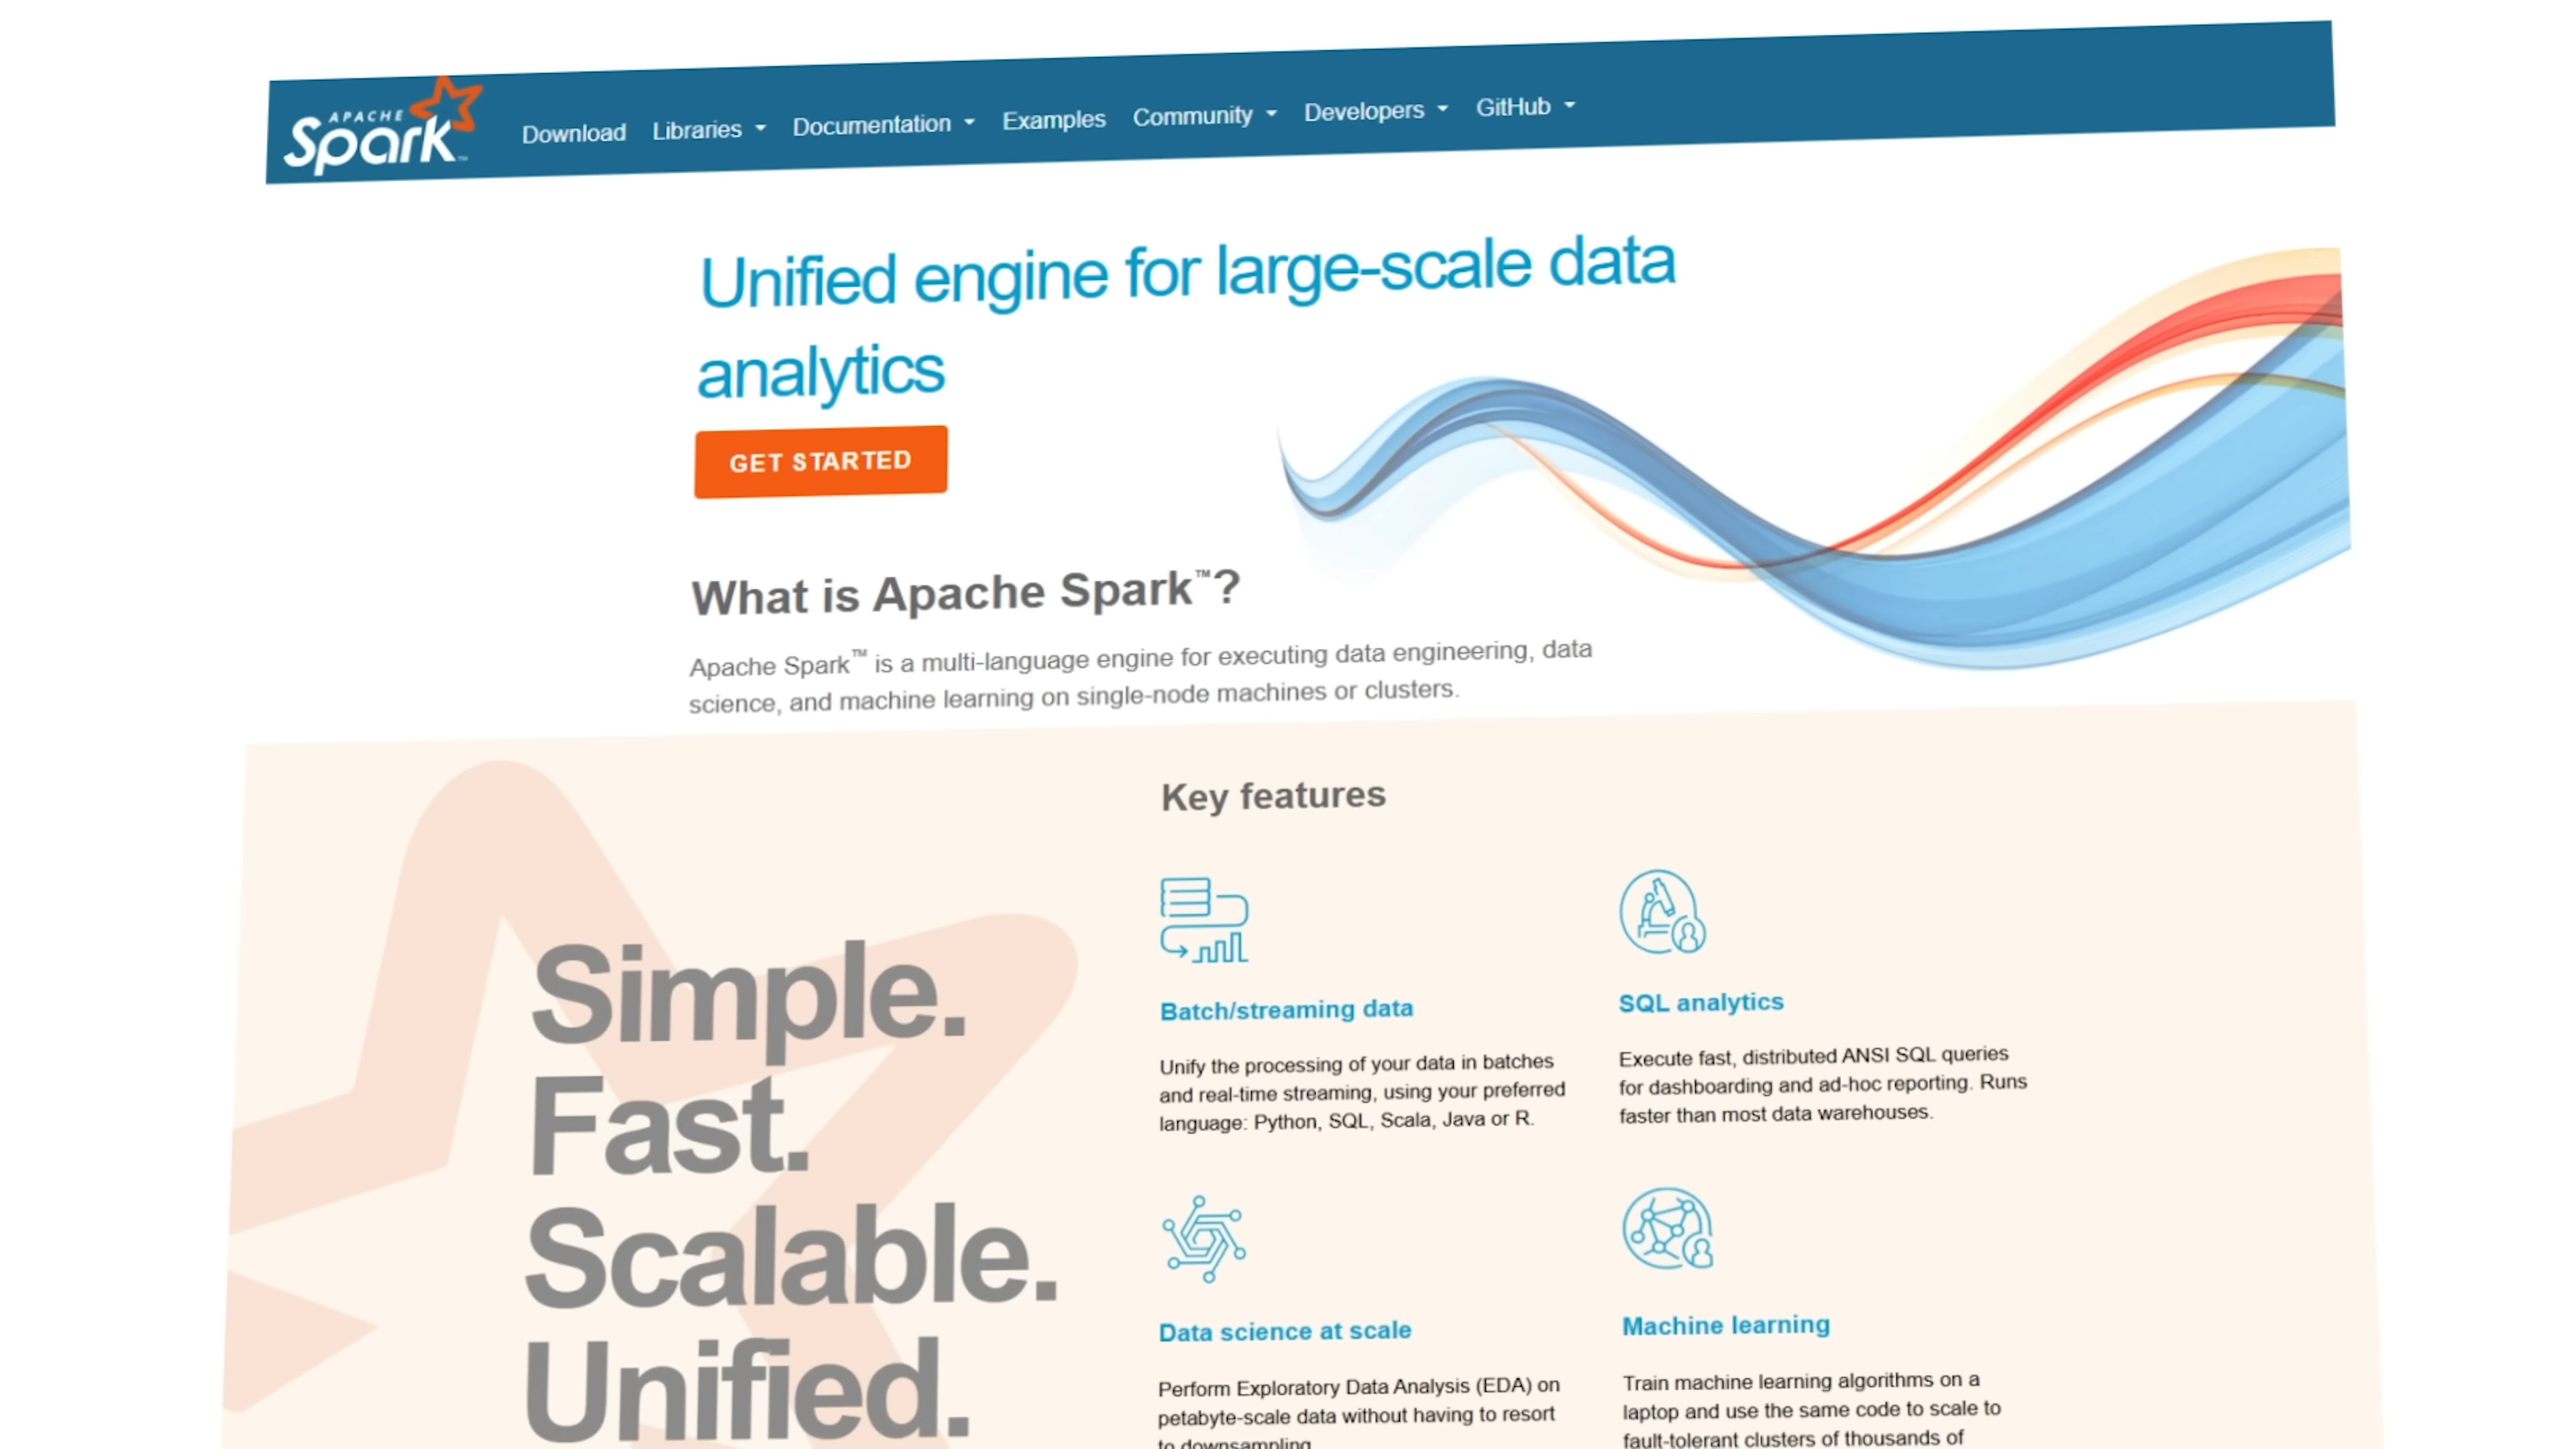 APACHE
Spark™
Download Libraries Documentation Examples Community Developers GitHub
Unified engine for large-scale data
analytics
GET STARTED
What is Apache Spark™?
Apache Spark™ is a multi-language engine for executing data engineering, data
science, and machine learning on single-node machines or clusters.
Simple.
Fast.
Scalable.
Unified.
Key features
Batch/streaming data
Unify the processing of your data in batches
and real-time streaming, using your preferred
language: Python, SQL, Scala, Java or R.
SQL analytics
Execute fast, distributed ANSI SQL queries
for dashboarding and ad-hoc reporting. Runs
faster than most data warehouses.
Data science at scale
Perform Exploratory Data Analysis (EDA) on
petabyte-scale data without having to resort
to downsampling
Machine learning
Train machine learning algorithms on a
laptop and use the same code to scale to
fault-tolerant clusters of thousands of